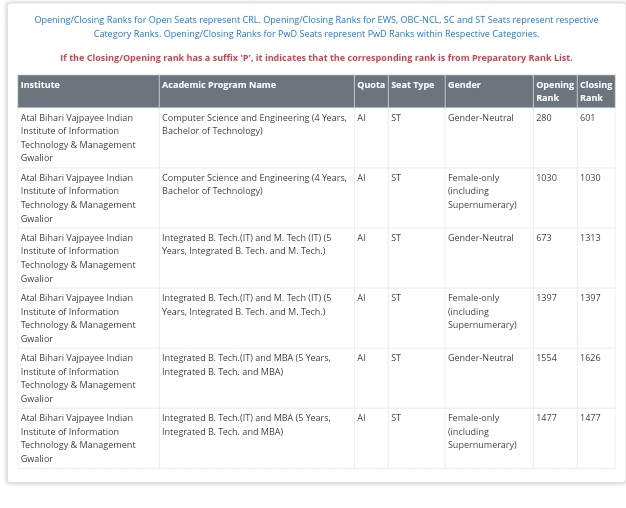 Opening/Closing Ranks for Open Seats represent CRL. Opening/Closing Ranks for EWS, OBC-NCL, SC and ST Seats represent respective
Category Ranks. Opening/Closing Ranks for PwD Seats represent PwD Ranks within Respective Categories.
If the Closing/Opening rank has a suffix 'P', it indicates that the corresponding rank is from Preparatory Rank List.
Institute Academic Program Name Quota Seat Type Gender Opening Closing
Rank Rank
Atal Bihari Vajpayee Indian Computer Science and Engineering (4 Years, AI ST Gender-Neutral 280 601
Institute of Information Bachelor of Technology)
Technology & Management
Gwalior
Atal Bihari Vajpayee Indian Computer Science and Engineering (4 Years, AI ST Female-only 1030 1030
Institute of Information Bachelor of Technology) (including
Technology & Management Supernumerary)
Gwalior
Atal Bihari Vajpayee Indian Integrated B. Tech.(IT) and M. Tech (IT) (5 AI ST Gender-Neutral 673 1313
Institute of Information Years, Integrated B. Tech. and M. Tech.)
Technology & Management
Gwalior
Atal Bihari Vajpayee Indian Integrated B. Tech.(IT) and M. Tech (IT) (5 AI ST Female-only 1397 1397
Institute of Information Years, Integrated B. Tech. and M. Tech.) (including
Technology & Management Supernumerary)
Gwalior
Atal Bihari Vajpayee Indian Integrated B. Tech.(IT) and MBA (5 Years, AI ST Gender-Neutral 1554 1626
Institute of Information Integrated B. Tech. and MBA)
Technology & Management
Gwalior
Atal Bihari Vajpayee Indian Integrated B. Tech.(IT) and MBA (5 Years, AI ST Female-only 1477 1477
Institute of Information Integrated B. Tech. and MBA) (including
Technology & Management Supernumerary)
Gwalior